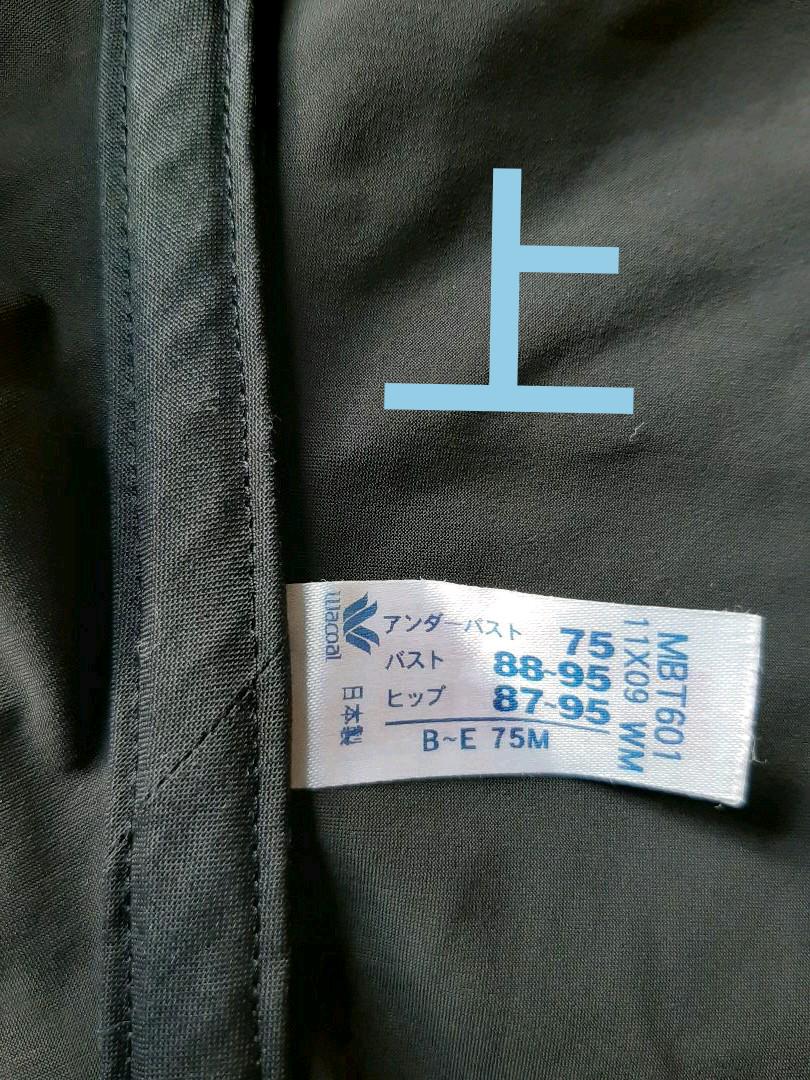 上
Wacoal
日本製
アンダーバスト 75
バスト 88~95
ヒップ 87~95
B~E 75M
11X09 WM
MBT601